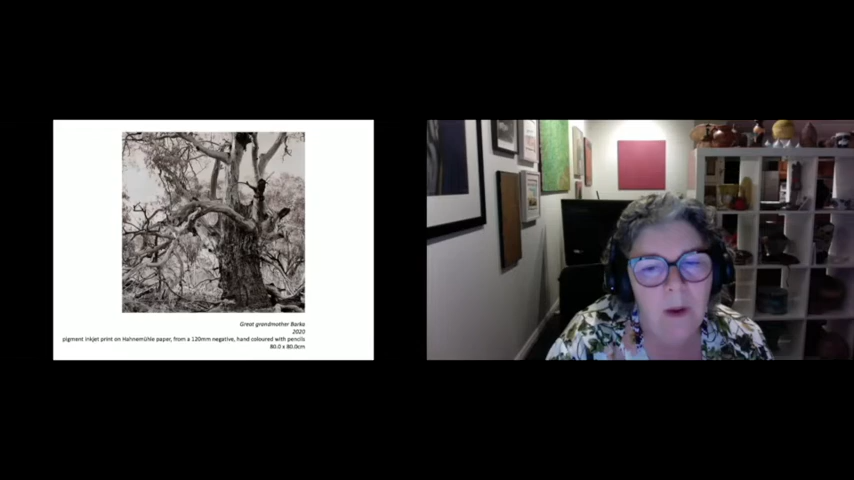 Great grandmother Barka
2020
pigment inkjet print on Hahnemühle paper, from a 120mm negative, hand coloured with pencils
80.0 x 80.0cm